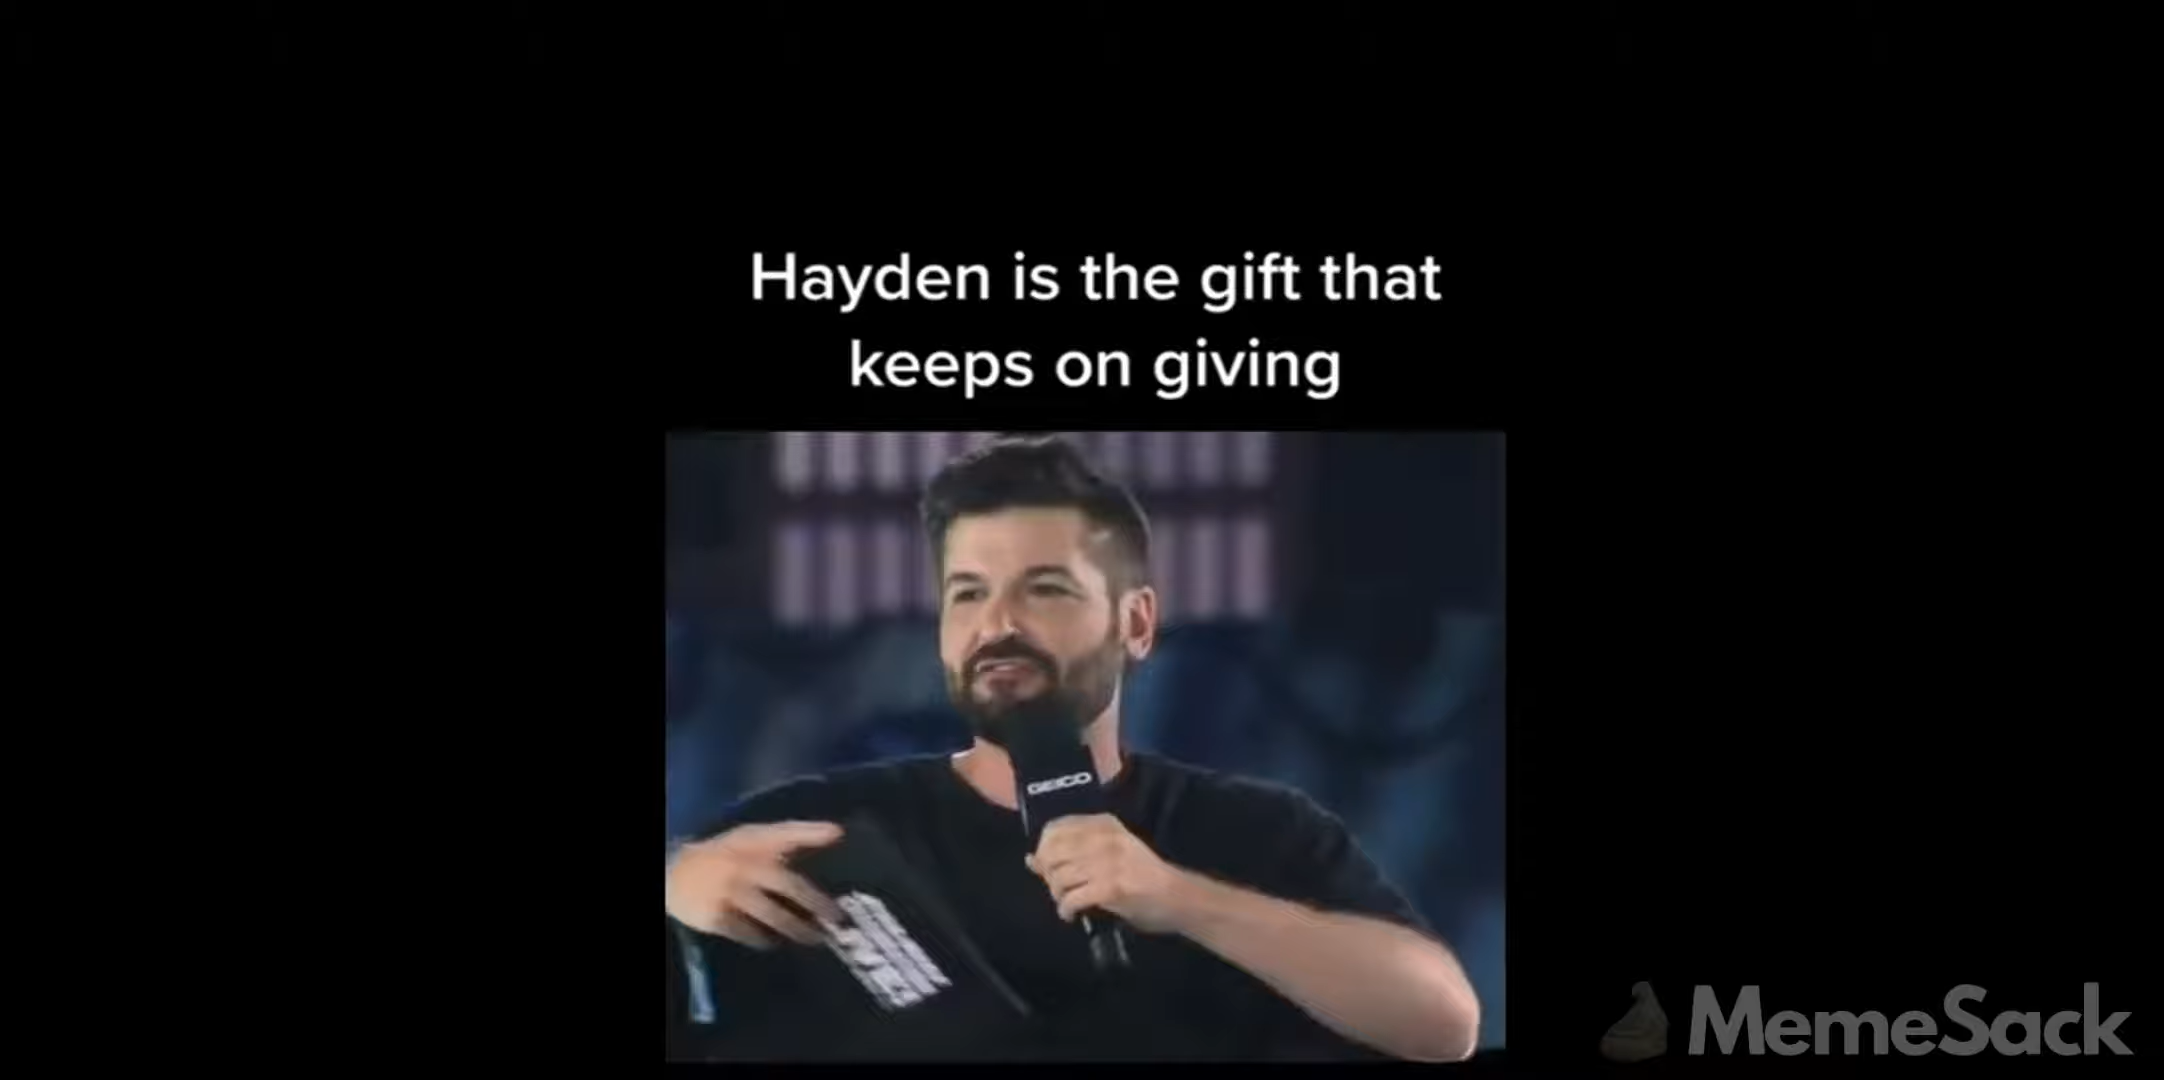 Hayden is the gift that
keeps on giving
GEICO
MemeSack